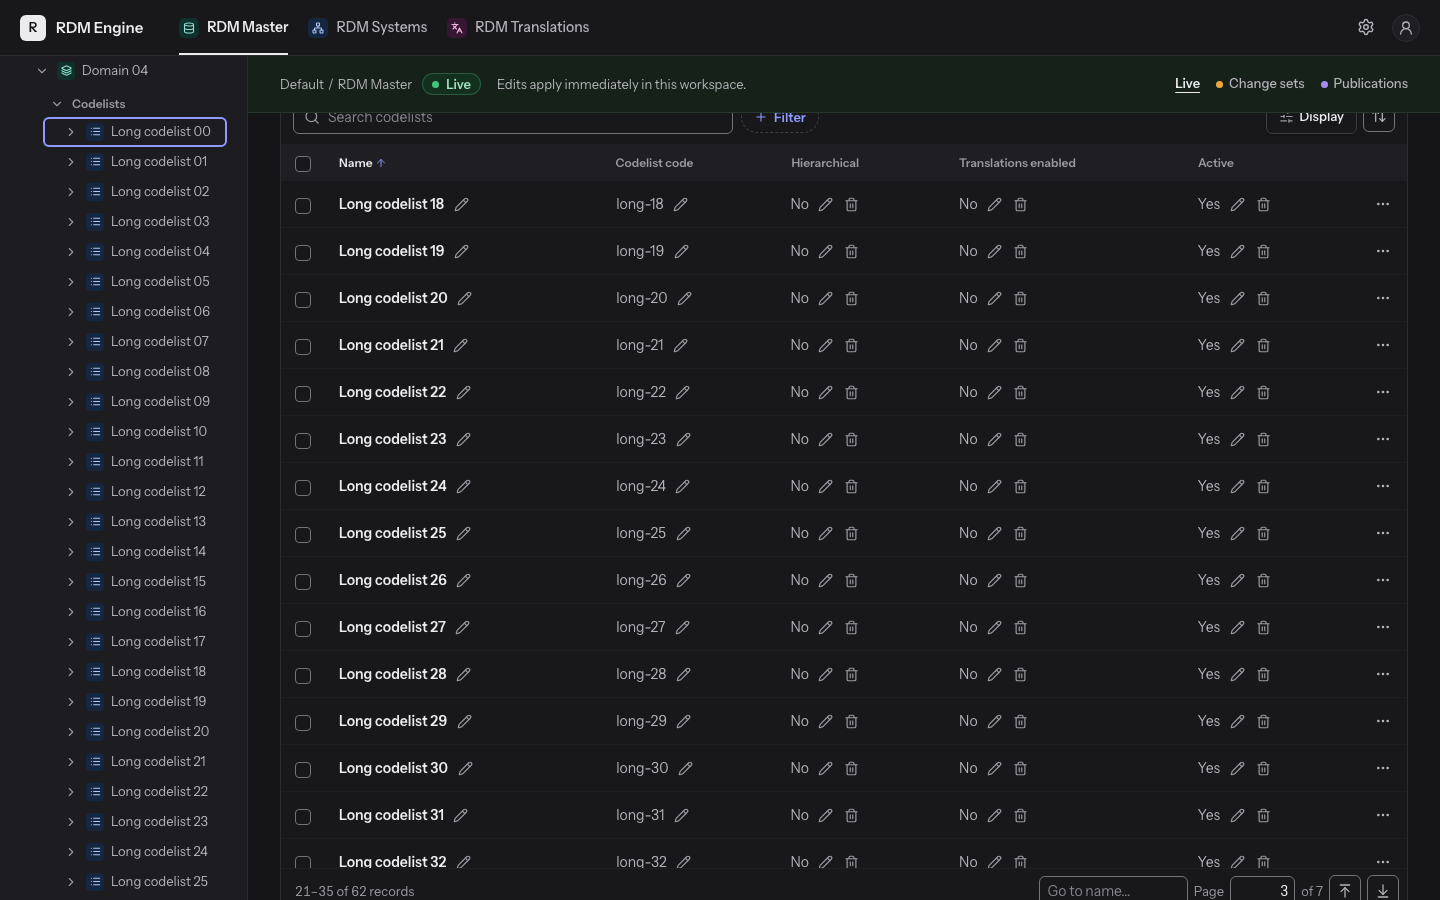 R RDM Engine RDM Master RDM Systems RDM Translations
Domain 04
Codelists
Long codelist 00
Long codelist 01
Long codelist 02
Long codelist 03
Long codelist 04
Long codelist 05
Long codelist 06
Long codelist 07
Long codelist 08
Long codelist 09
Long codelist 10
Long codelist 11
Long codelist 12
Long codelist 13
Long codelist 14
Long codelist 15
Long codelist 16
Long codelist 17
Long codelist 18
Long codelist 19
Long codelist 20
Long codelist 21
Long codelist 22
Long codelist 23
Long codelist 24
Long codelist 25
Default / RDM Master Live Edits apply immediately in this workspace. Live Change sets Publications
Search codelists Filter Display
Name Codelist code Hierarchical Translations enabled Active
Long codelist 18 long-18 No No Yes
Long codelist 19 long-19 No No Yes
Long codelist 20 long-20 No No Yes
Long codelist 21 long-21 No No Yes
Long codelist 22 long-22 No No Yes
Long codelist 23 long-23 No No Yes
Long codelist 24 long-24 No No Yes
Long codelist 25 long-25 No No Yes
Long codelist 26 long-26 No No Yes
Long codelist 27 long-27 No No Yes
Long codelist 28 long-28 No No Yes
Long codelist 29 long-29 No No Yes
Long codelist 30 long-30 No No Yes
Long codelist 31 long-31 No No Yes
Long codelist 32 long-32 No No Yes
21–35 of 62 records Go to name... Page 3 of 7